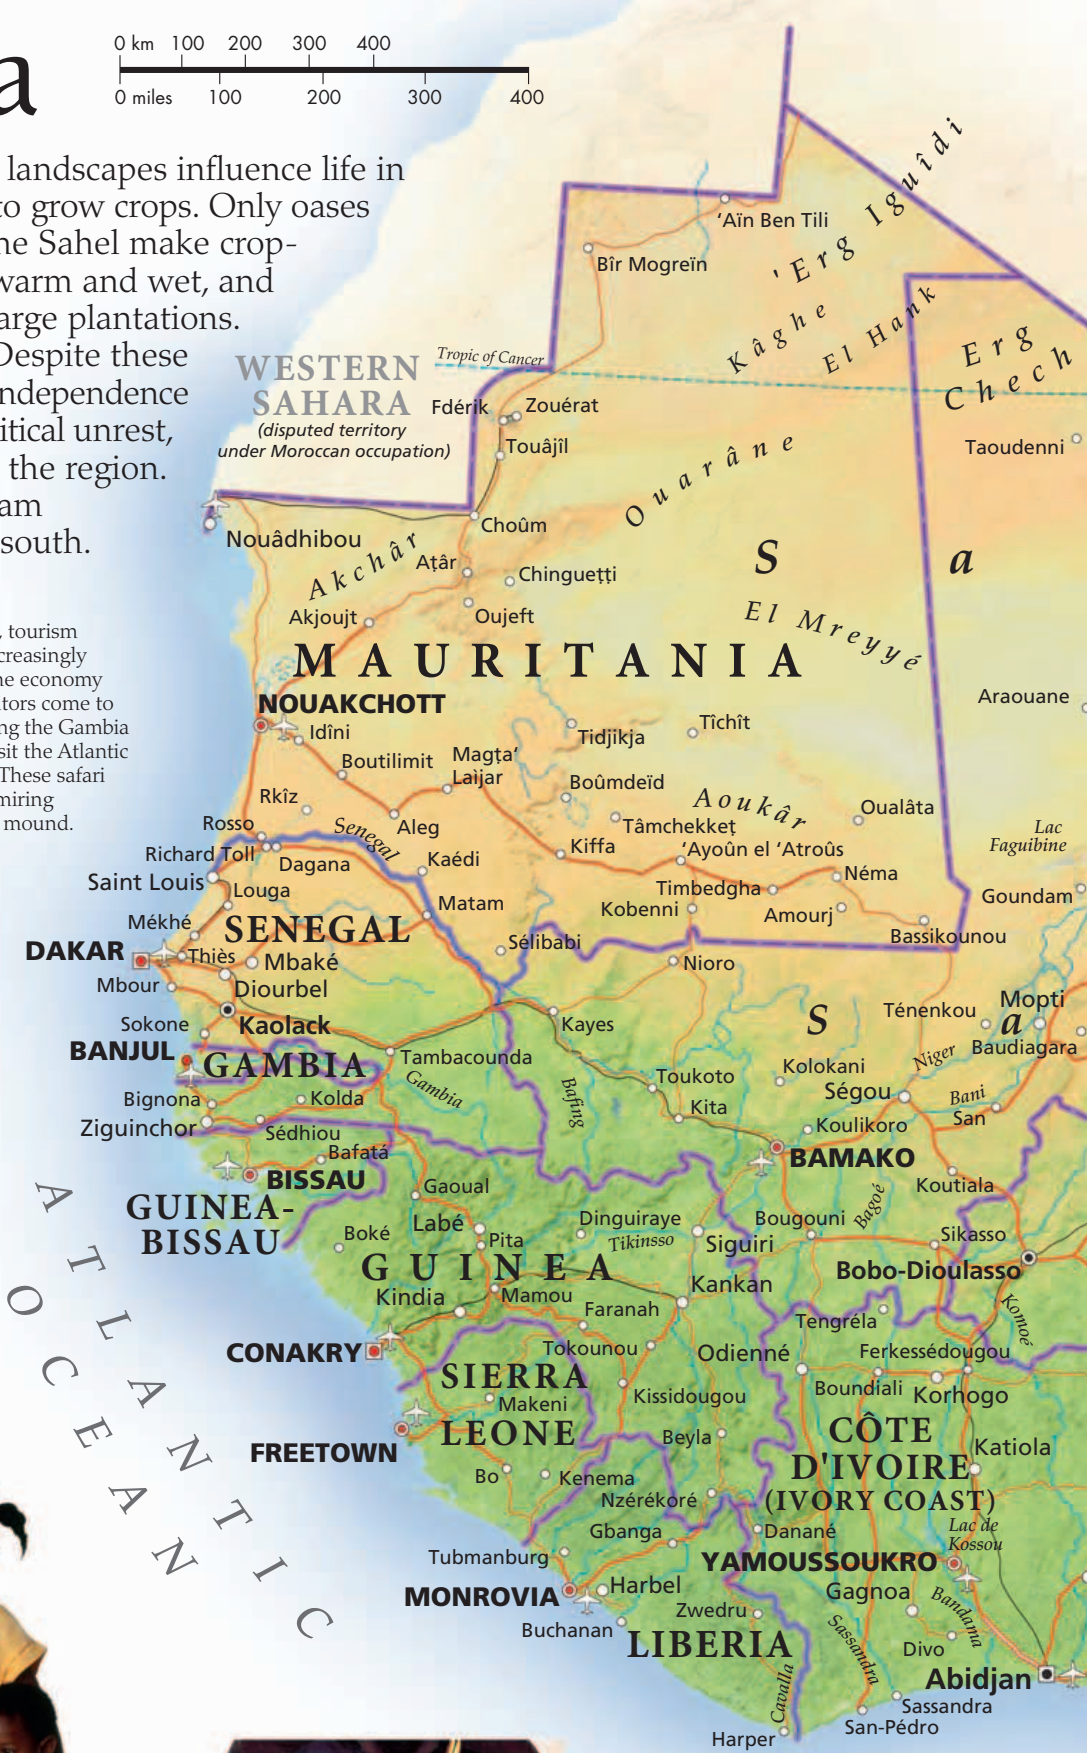 a
0 km 100 200 300 400
0 miles 100 200 300 400
landscapes influence life in
to grow crops. Only oases
he Sahel make crop-
warm and wet, and
arge plantations.
Despite these
ndependence
itical unrest,
the region.
am
south.
, tourism
creasingly
he economy
itors come to
ng the Gambia
sit the Atlantic
These safari
miring
mound.
'Aïn Ben Tili
Bîr Mogreïn
'Erg Iguîdi
Kâghe
El Hank
Erg
Chech
WESTERN
SAHARA
(disputed territory
under Moroccan occupation)
Tropic of Cancer
Fdérik
Zouérat
Touâjîl
Taoudenni
Ouarâne
Choûm
Nouâdhibou
Akchâr
Aṭâr
Chingueṭṭi
S a
Akjoujt
Oujeft
El Mreyyé
MAURITANIA
Araouane
NOUAKCHOTT
Idîni
Tidjikja
Tîchît
Boutilimit
Magṭa'
Laijar
Boûmdeïd
Aoukâr
Oualâta
Rkîz
Aleg
Tâmchekkeṭ
Rosso
Senegal
Kiffa
'Ayoûn el 'Atroûs
Lac
Faguibine
Richard Toll
Dagana
Kaédi
Néma
Saint Louis
Louga
Timbedgha
Goundam
Matam
Kobenni
Amourj
Mékhé
SENEGAL
Sélibabi
Bassikounou
DAKAR
Thiès
Mbaké
Nioro
Mbour
Diourbel
Ténenkou
Mopti
S a
Sokone
Kaolack
Kayes
Baudiagara
BANJUL
GAMBIA
Tambacounda
Kolokani
Niger
Toukoto
Gambia
Bafing
Ségou
Bani
Bignona
Kolda
Kita
San
Ziguinchor
Sédhiou
Koulikoro
Bafatá
BAMAKO
BISSAU
Gaoual
Koutiala
GUINEA-
BISSAU
Labé
Dinguiraye
Bougouni
Bagoé
Boké
Pita
Tikinsso
Siguiri
Sikasso
GUINEA
Kankan
Bobo-Dioulasso
Kindia
Mamou
Faranah
Tengréla
Komoé
CONAKRY
Tokounou
Odienné
Ferkessédougou
SIERRA
LEONE
Makeni
Kissidougou
Boundiali
Korhogo
FREETOWN
Beyla
CÔTE
D'IVOIRE
(IVORY COAST)
Katiola
Bo
Kenema
Nzérékoré
Gbanga
Danané
Lac de
Kossou
Tubmanburg
YAMOUSSOUKRO
MONROVIA
Harbel
Gagnoa
Bandama
Zwedru
Buchanan
LIBERIA
Sassandra
Divo
Abidjan
Cavalla
Sassandra
San-Pédro
Harper
ATLANTIC
OCEAN